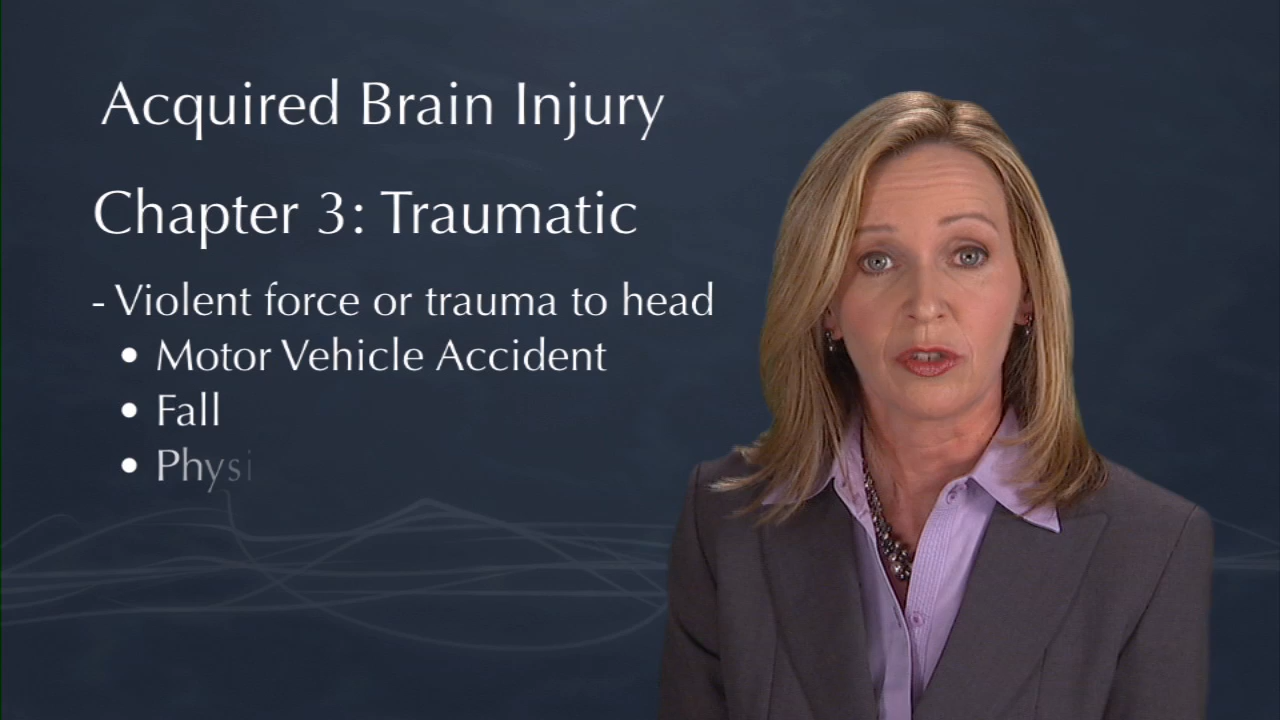 Acquired Brain Injury
Chapter 3: Traumatic
- Violent force or trauma to head
• Motor Vehicle Accident
• Fall
• Physi